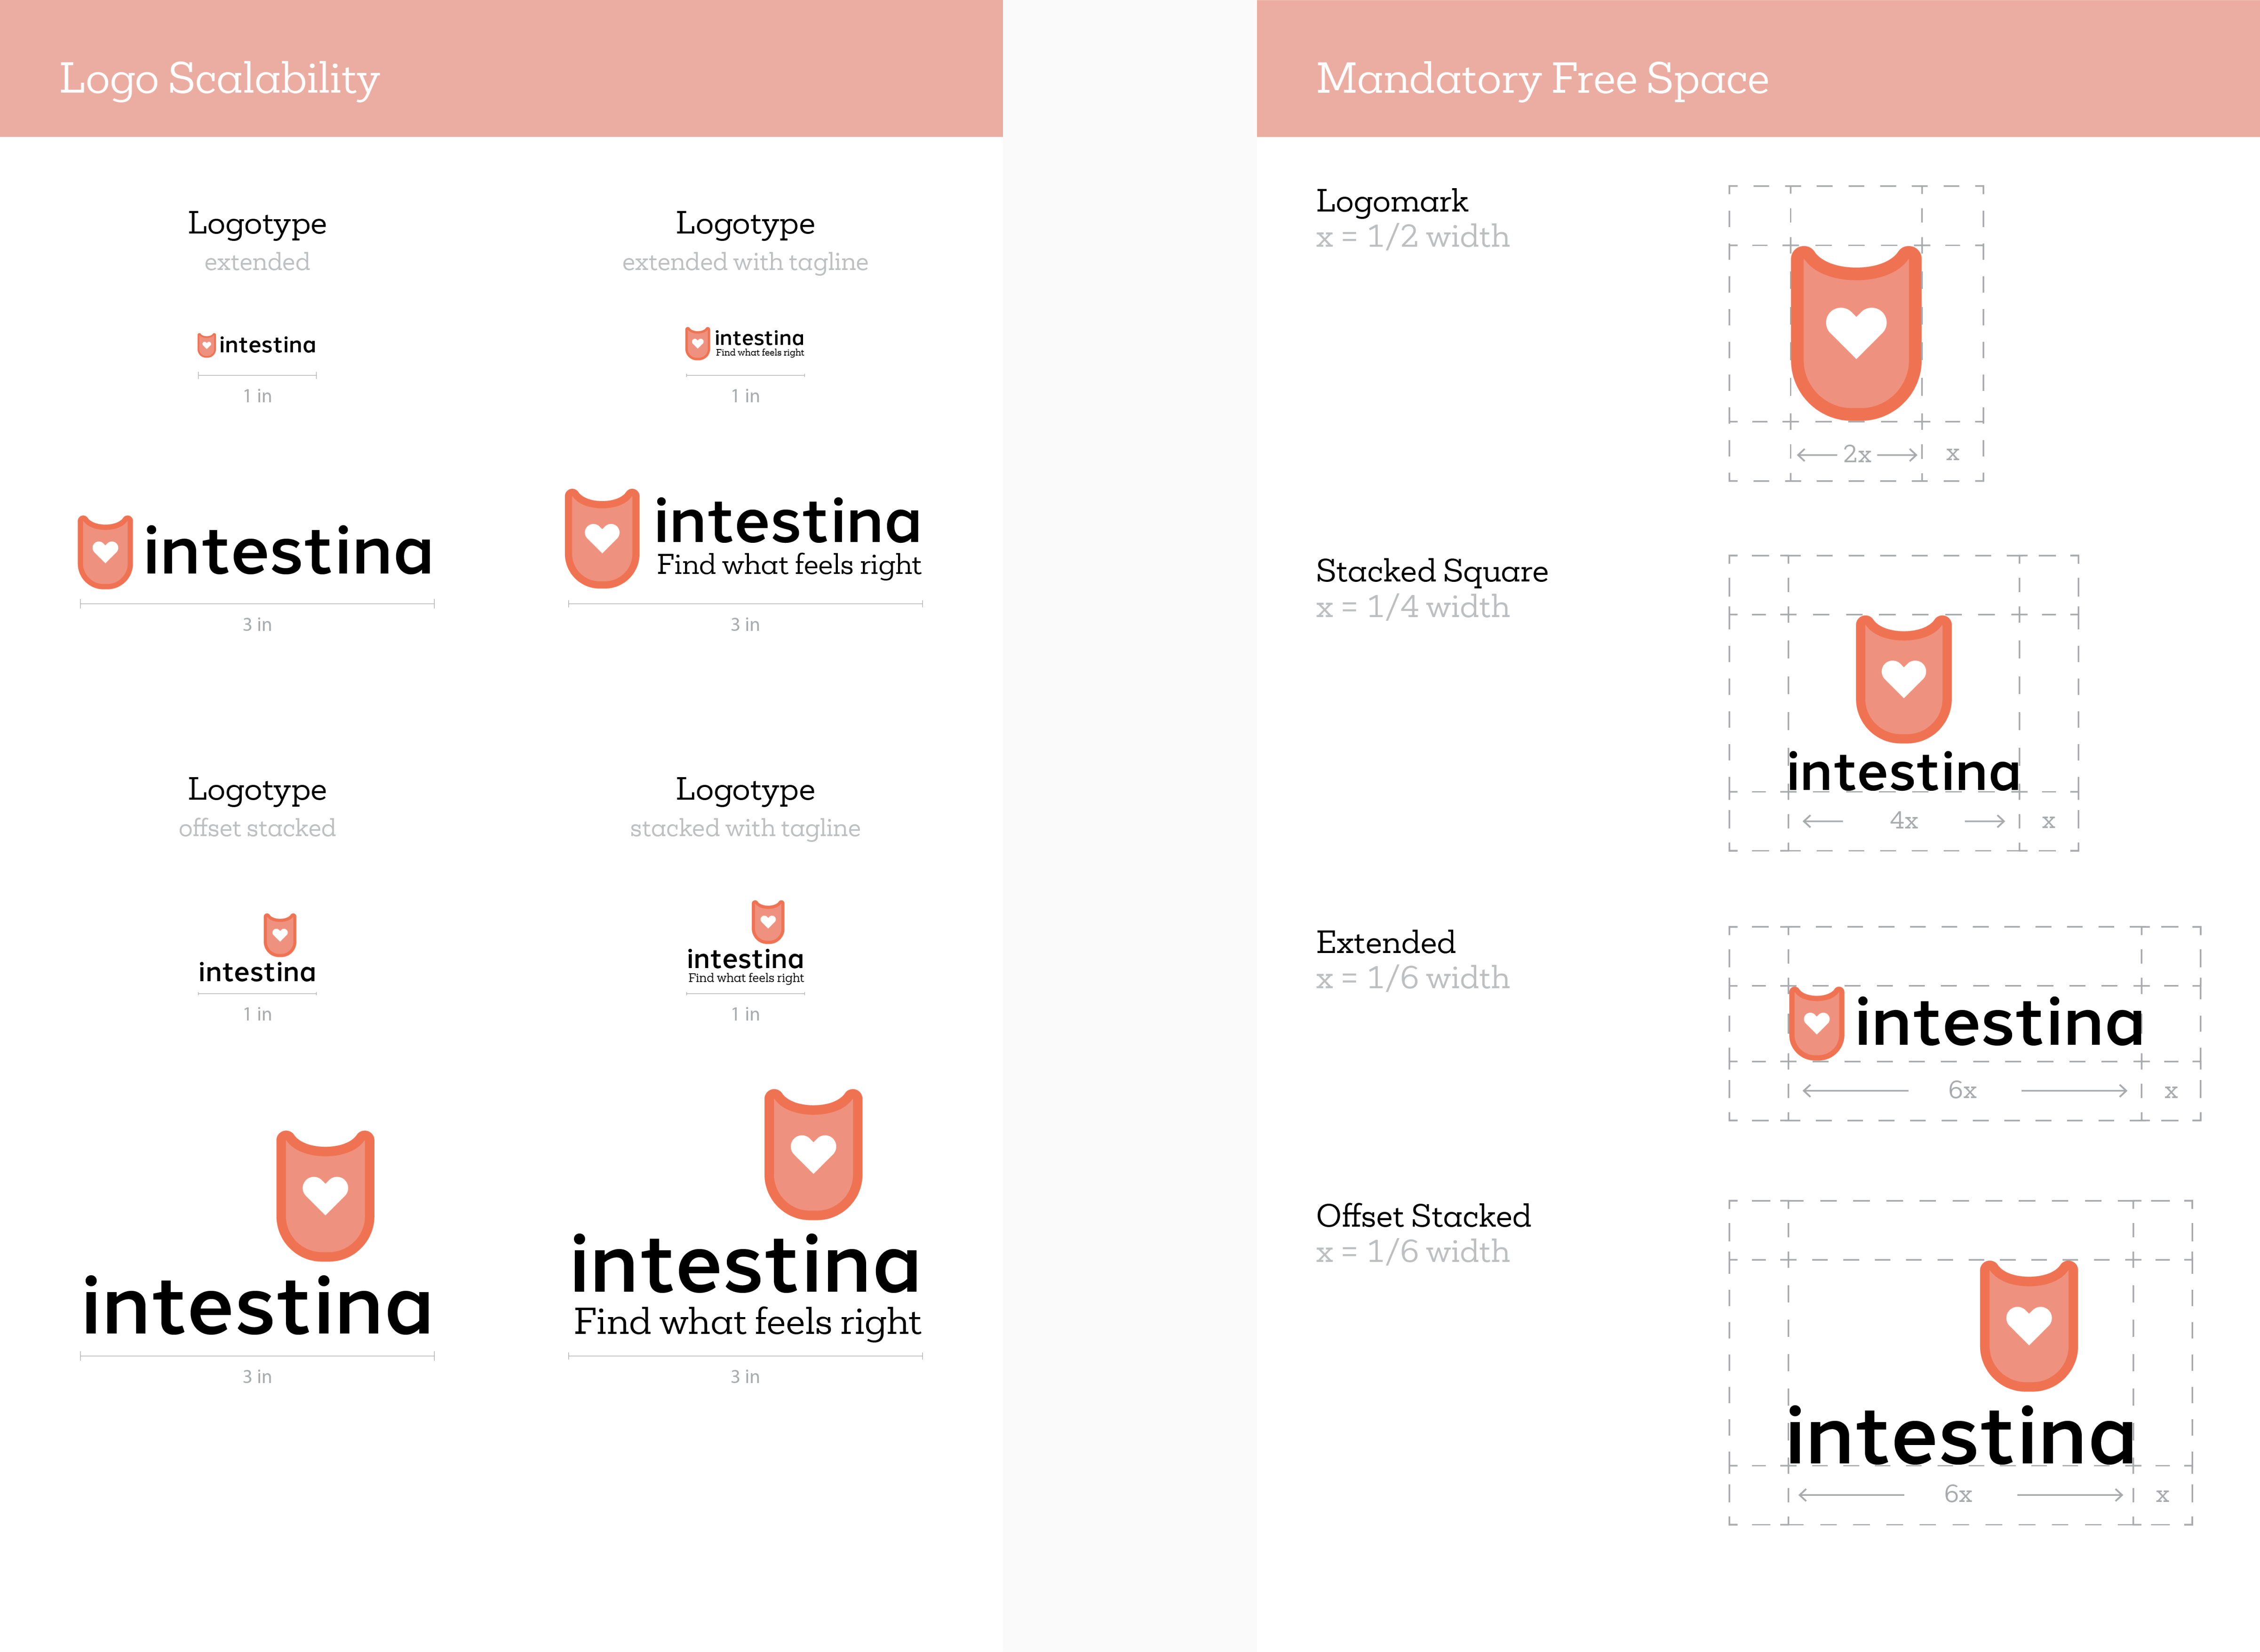 Logo Scalability
Logotype
extended
intestina
1 in
intestina
3 in
Logotype
extended with tagline
intestina
Find what feels right
1 in
intestina
Find what feels right
3 in
Logotype
offset stacked
intestina
1 in
intestina
3 in
Logotype
stacked with tagline
intestina
Find what feels right
1 in
intestina
Find what feels right
3 in
Mandatory Free Space
Logomark
x = 1/2 width
2x x
Stacked Square
x = 1/4 width
intestina
4x x
Extended
x = 1/6 width
intestina
6x x
Offset Stacked
x = 1/6 width
intestina
6x x